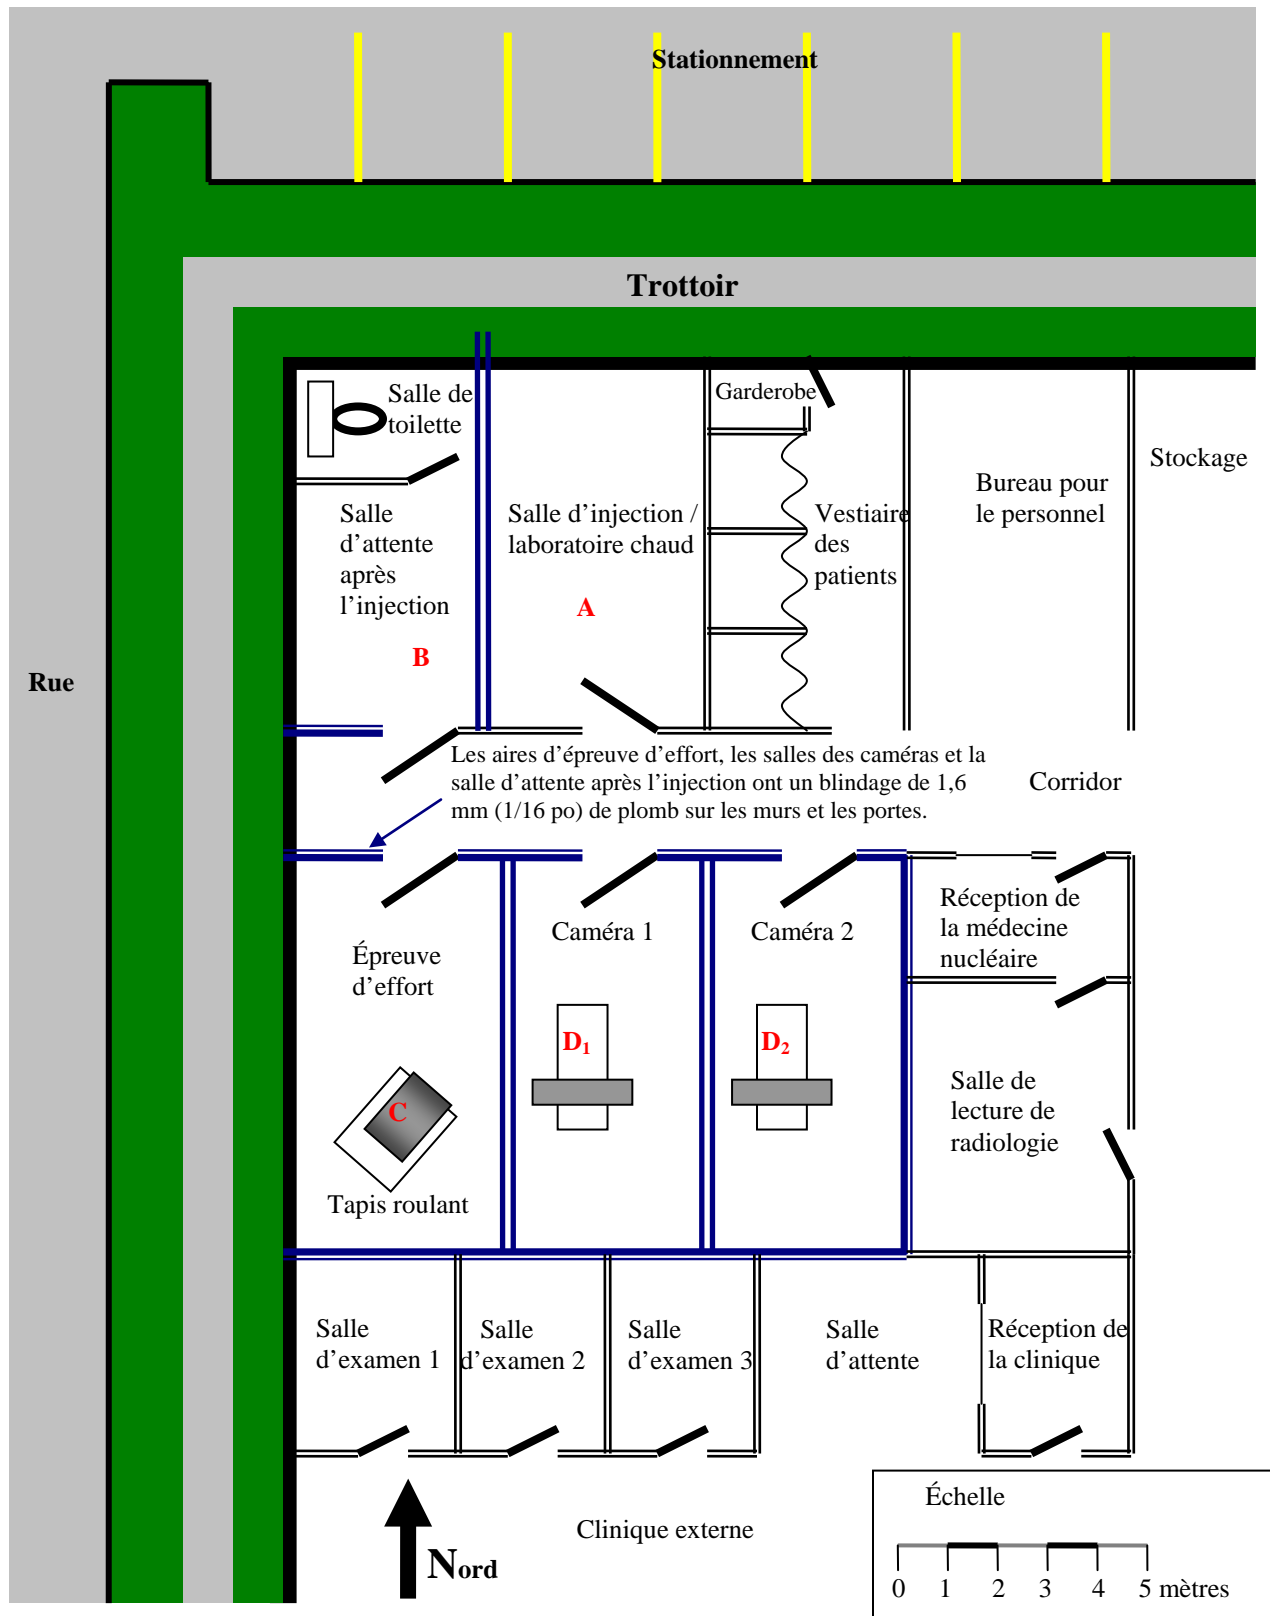 Stationnement
Trottoir
Salle de
toilette
Garderobe
Stockage
Bureau pour
le personnel
Salle
d’attente
après
l’injection
Salle d’injection /
laboratoire chaud
Vestiaire
des
patients
A
B
Rue
Les aires d’épreuve d’effort, les salles des caméras et la
salle d’attente après l’injection ont un blindage de 1,6
mm (1/16 po) de plomb sur les murs et les portes.
Corridor
Épreuve
d’effort
Caméra 1
Caméra 2
Réception de
la médecine
nucléaire
D1
D2
C
Salle de
lecture de
radiologie
Tapis roulant
Salle
d’examen 1
Salle
d’examen 2
Salle
d’examen 3
Salle
d’attente
Réception de
la clinique
Nord
Clinique externe
Échelle
0 1 2 3 4 5 mètres